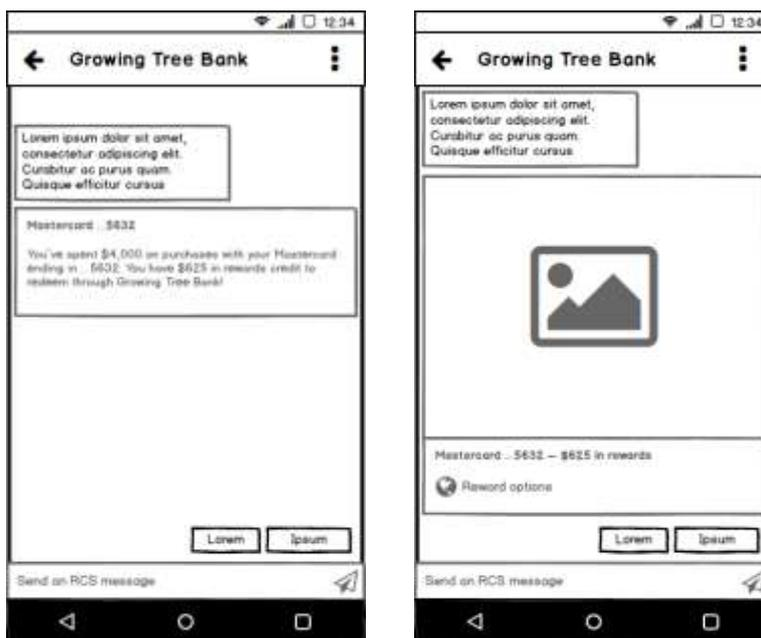 12:34
Growing Tree Bank
Lorem ipsum dolor sit amet,
consectetur adipiscing elit.
Curabitur ac purus quam.
Quisque efficitur cursus
Mastercard ...5632
You've spent $4,000 on purchases with your Mastercard
ending in ...5632. You have $625 in rewards credit to
redeem through Growing Tree Bank!
Lorem
Ipsum
Send an RCS message
12:34
Growing Tree Bank
Lorem ipsum dolor sit amet,
consectetur adipiscing elit.
Curabitur ac purus quam.
Quisque efficitur cursus
Mastercard ...5632 – $625 in rewards
Reward options
Lorem
Ipsum
Send an RCS message